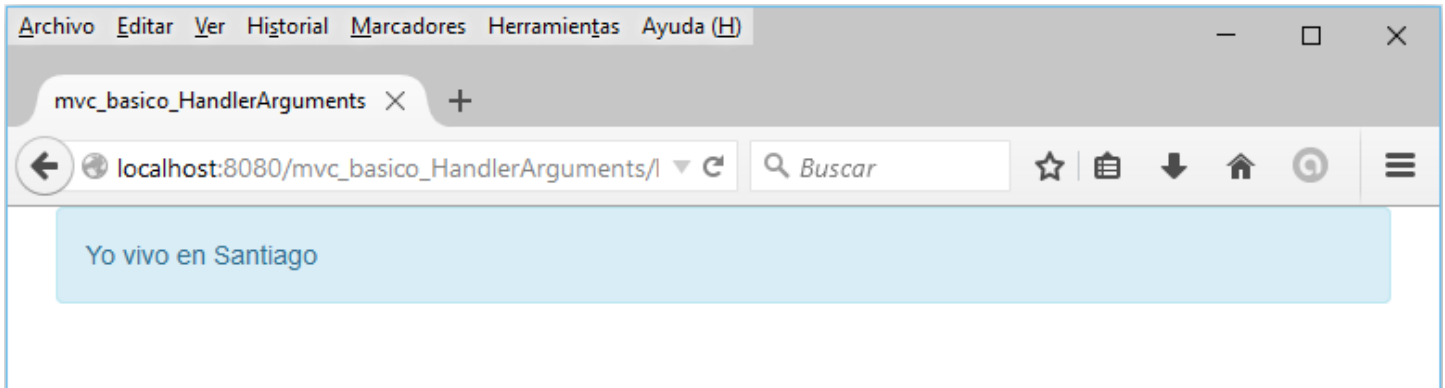 Archivo Editar Ver Historial Marcadores Herramientas Ayuda (H)
mvc_basico_HandlerArguments
localhost:8080/mvc_basico_HandlerArguments/ Buscar
Yo vivo en Santiago